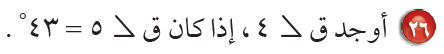 ٢٦ أوجد ق ∠ ٤ ، إذا كان ق ∠ ٥ = ٤٣° .